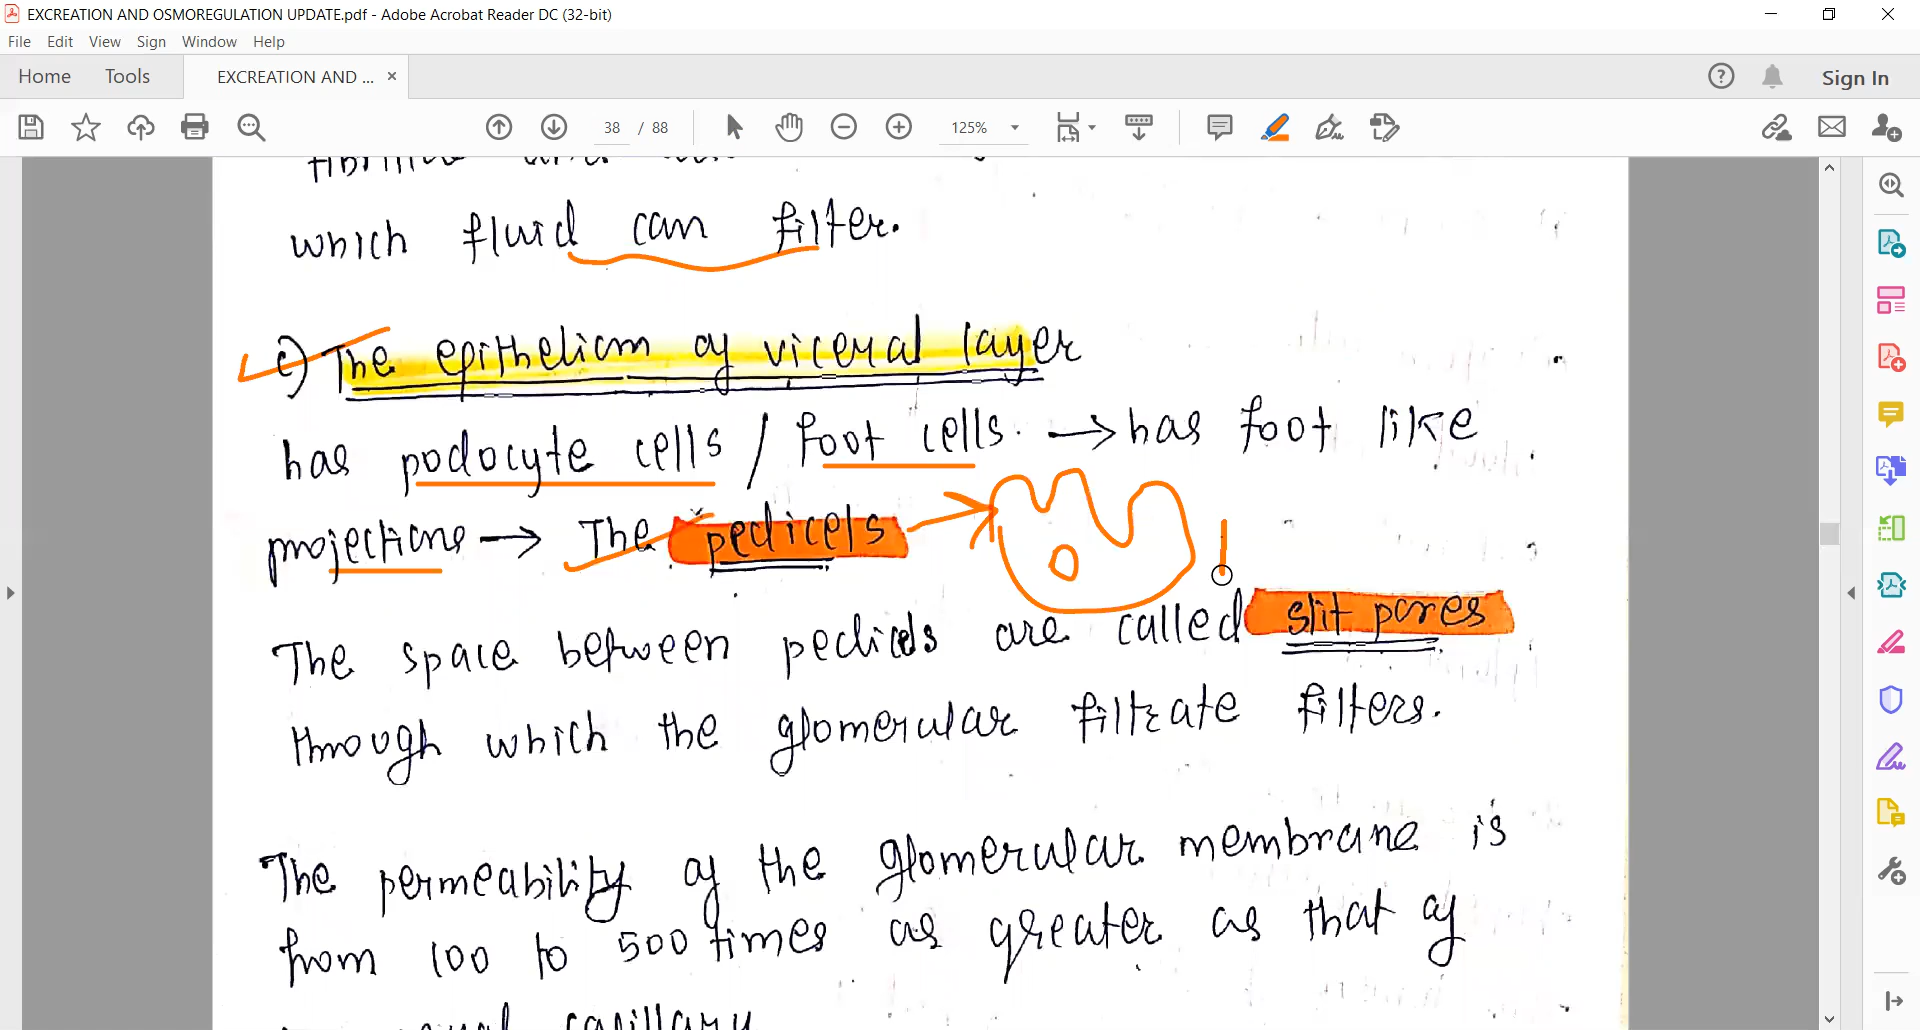 EXCREATION AND OSMOREGULATION UPDATE.pdf - Adobe Acrobat Reader DC (32-bit)
File Edit View Sign Window Help
Home Tools EXCREATION AND ... × Sign In
38 / 88 125%
which fluid can filter.
c) The epitheliom of viceral layer
has podocyte cells / foot cells. → has foot like
projections → The pedicels
The space between pedicels are called slit pores
through which the glomerular filtrate filters.
The permeability of the glomerular membrane is
from 100 to 500 times as greater as that of
capillary